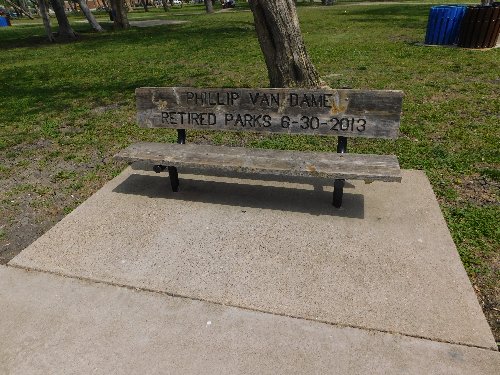 PHILLIP VAN DAME
RETIRED PARKS 6-30-2013